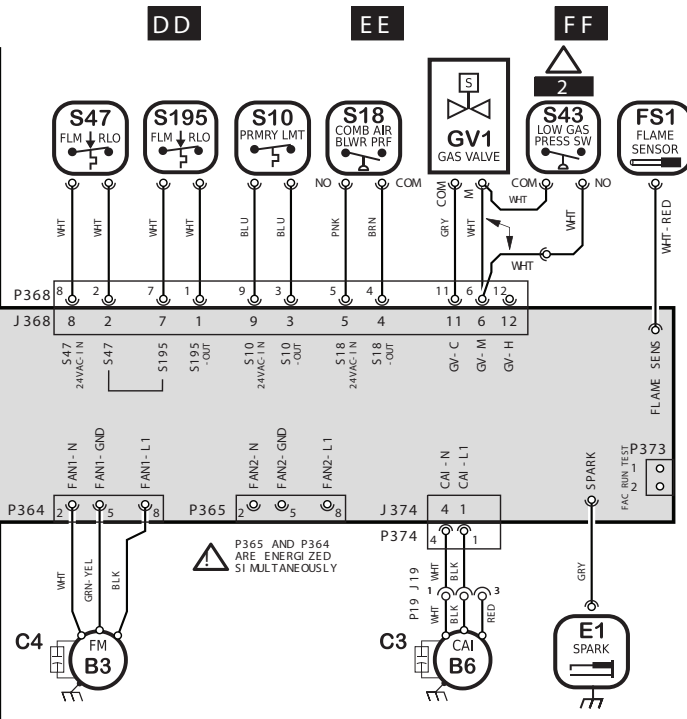 DD EE FF
2
S47 S195 S10 S18 GV1 S43 FS1
FLM RLO FLM RLO PRMRY LMT COMB AIR BLWR PRF GAS VALVE LOW GAS PRESS SW FLAME SENSOR
S
NO COM COM M COM NO
WHT WHT WHT WHT BLU BLU PNK BRN GRY WHT WHT WHT WHT WHT-RED
P368 8 2 7 1 9 3 5 4 11 6 12
J368 8 2 7 1 9 3 5 4 11 6 12
S47 24VAC-IN
S47
S195
S195 -OUT
S10 24VAC-IN
S10 -OUT
S18 24VAC-IN
S18 -OUT
GV-C
GV-M
GV-H
FLAME SENS
FAN1-N
FAN1-GND
FAN1-L1
FAN2-N
FAN2-GND
FAN2-L1
CAI-N
CAI-L1
SPARK
FAC RUN TEST
P373
1
2
P364 2 5 8
P365 2 5 8
J374 4 1
P374 4 1
P365 AND P364
ARE ENERGIZED
SIMULTANEOUSLY
WHT GRN-YEL BLK
WHT BLK
P19 J19 1 3
WHT BLK RED
GRY
C4 FM B3
C3 CAI B6
E1
SPARK